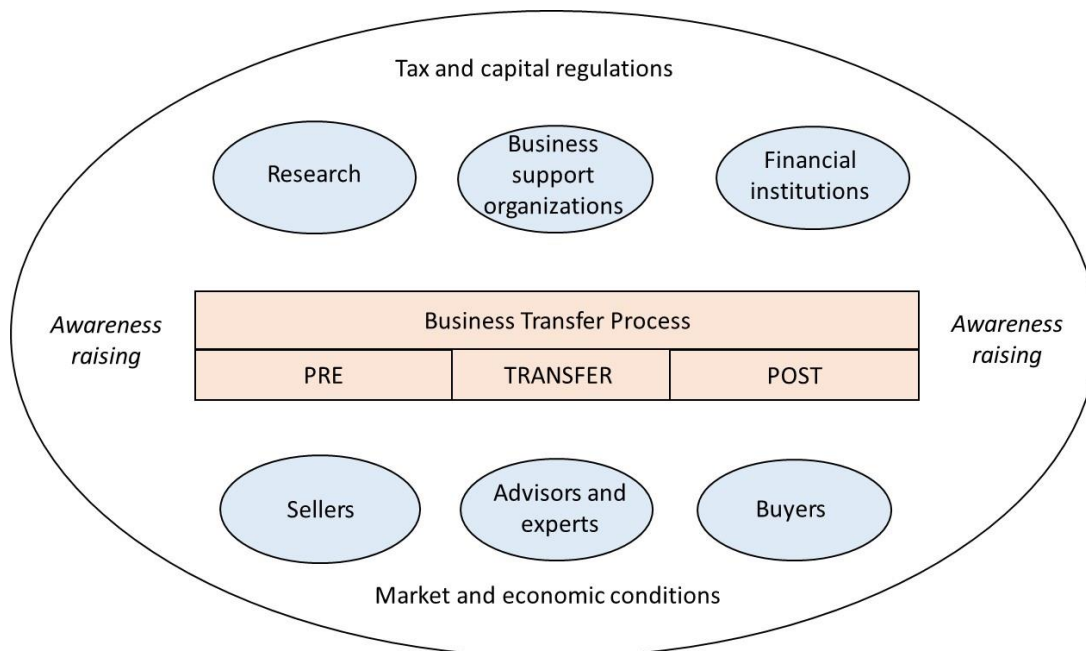 Tax and capital regulations
Research
Business
support
organizations
Financial
institutions
Awareness
raising
Business Transfer Process
Awareness
raising
PRE
TRANSFER
POST
Sellers
Advisors and
experts
Buyers
Market and economic conditions